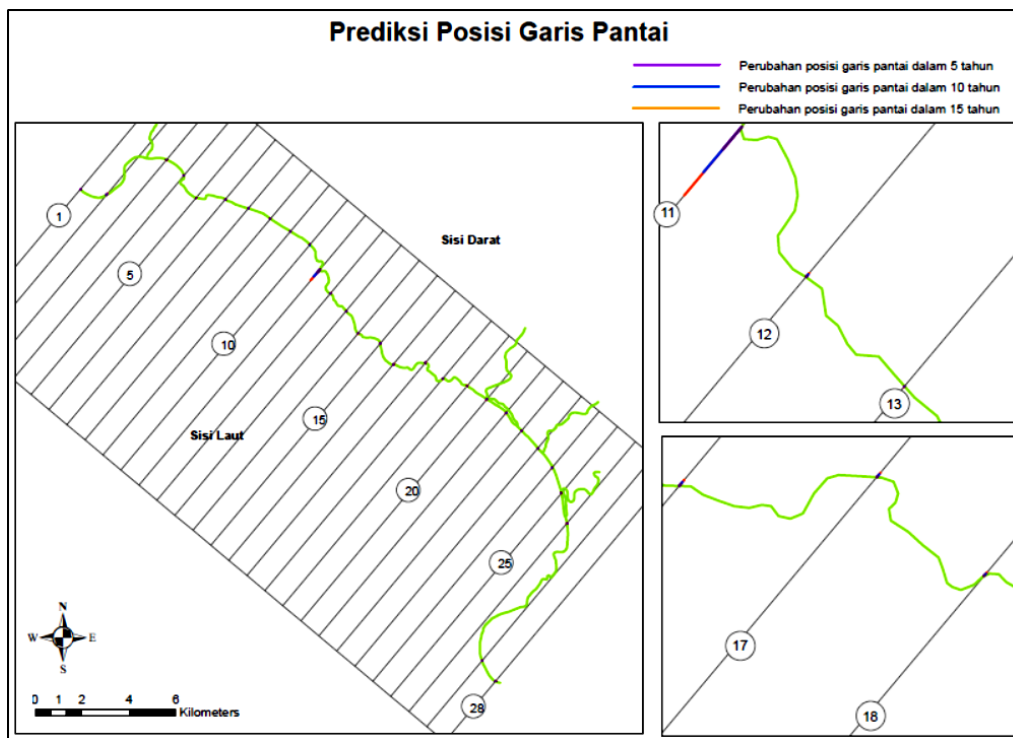 Prediksi Posisi Garis Pantai
Perubahan posisi garis pantai dalam 5 tahun
Perubahan posisi garis pantai dalam 10 tahun
Perubahan posisi garis pantai dalam 15 tahun
1
5
10
15
20
25
28
Sisi Darat
Sisi Laut
N
W E
S
0 1 2 4 6
Kilometers
11
12
13
17
18